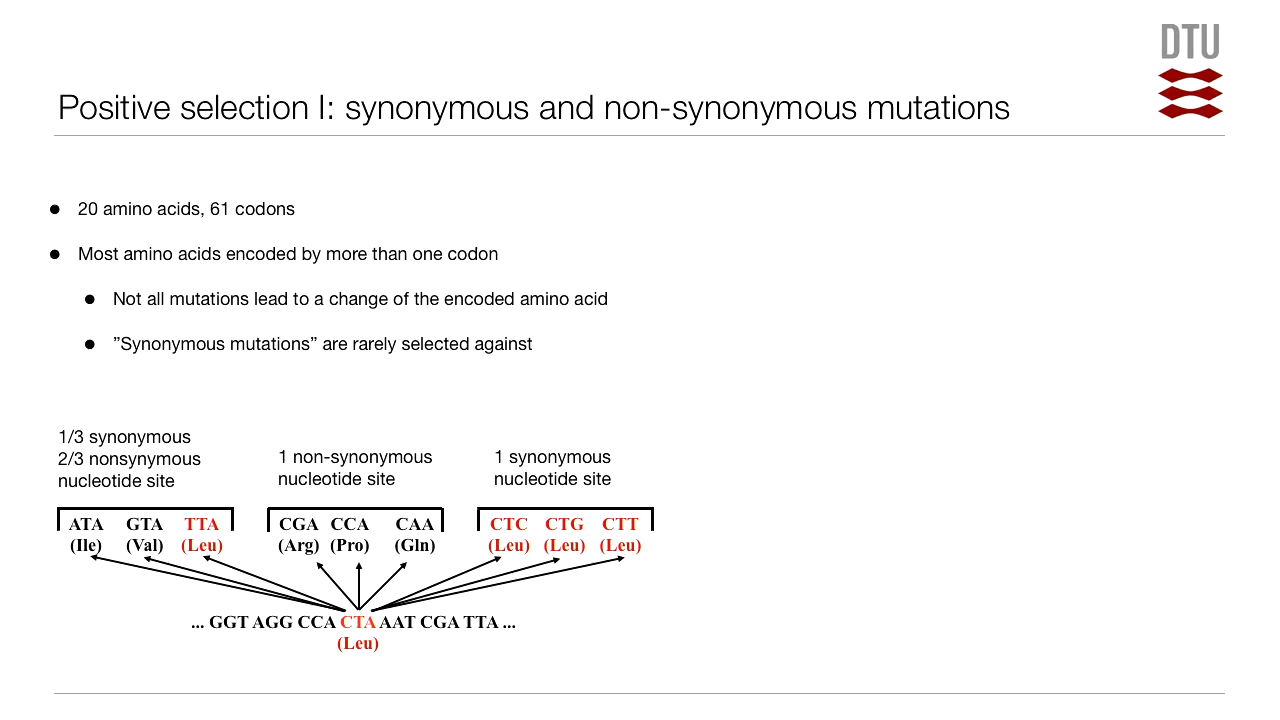 DTU
Positive selection I: synonymous and non-synonymous mutations
● 20 amino acids, 61 codons
● Most amino acids encoded by more than one codon
● Not all mutations lead to a change of the encoded amino acid
● ”Synonymous mutations” are rarely selected against
1/3 synonymous
2/3 nonsynymous
nucleotide site
1 non-synonymous
nucleotide site
1 synonymous
nucleotide site
ATA GTA TTA CGA CCA CAA CTC CTG CTT
(Ile) (Val) (Leu) (Arg) (Pro) (Gln) (Leu) (Leu) (Leu)
... GGT AGG CCA CTA AAT CGA TTA ...
(Leu)